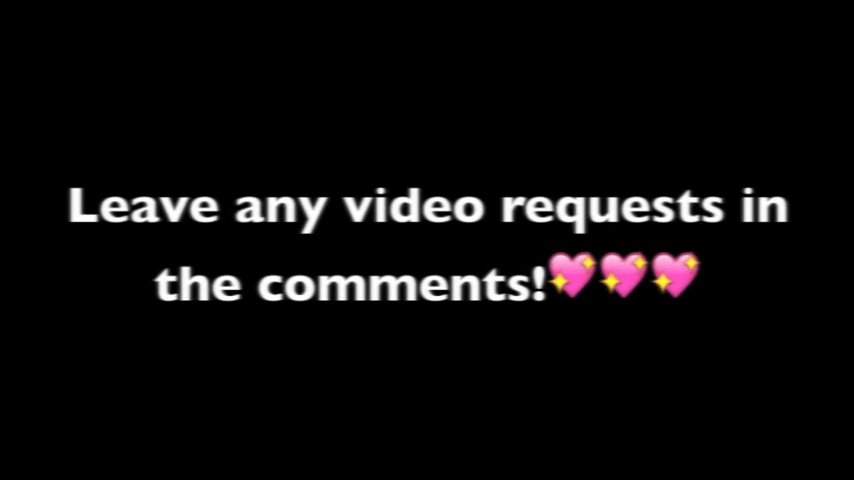 Leave any video requests in
the comments!💖💖💖